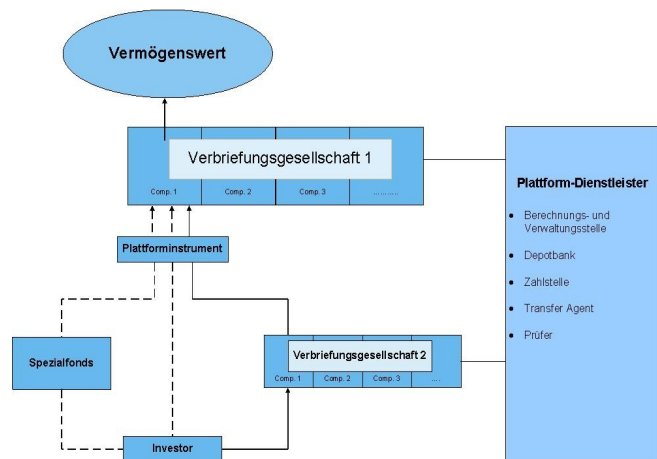 Vermögenswert
Verbriefungsgesellschaft 1
Comp. 1
Comp. 2
Comp. 3
...........
Plattforminstrument
Spezialfonds
Verbriefungsgesellschaft 2
Comp. 1
Comp. 2
Comp. 3
....
Investor
Plattform-Dienstleister
• Berechnungs- und
Verwaltungsstelle
• Depotbank
• Zahlstelle
• Transfer Agent
• Prüfer